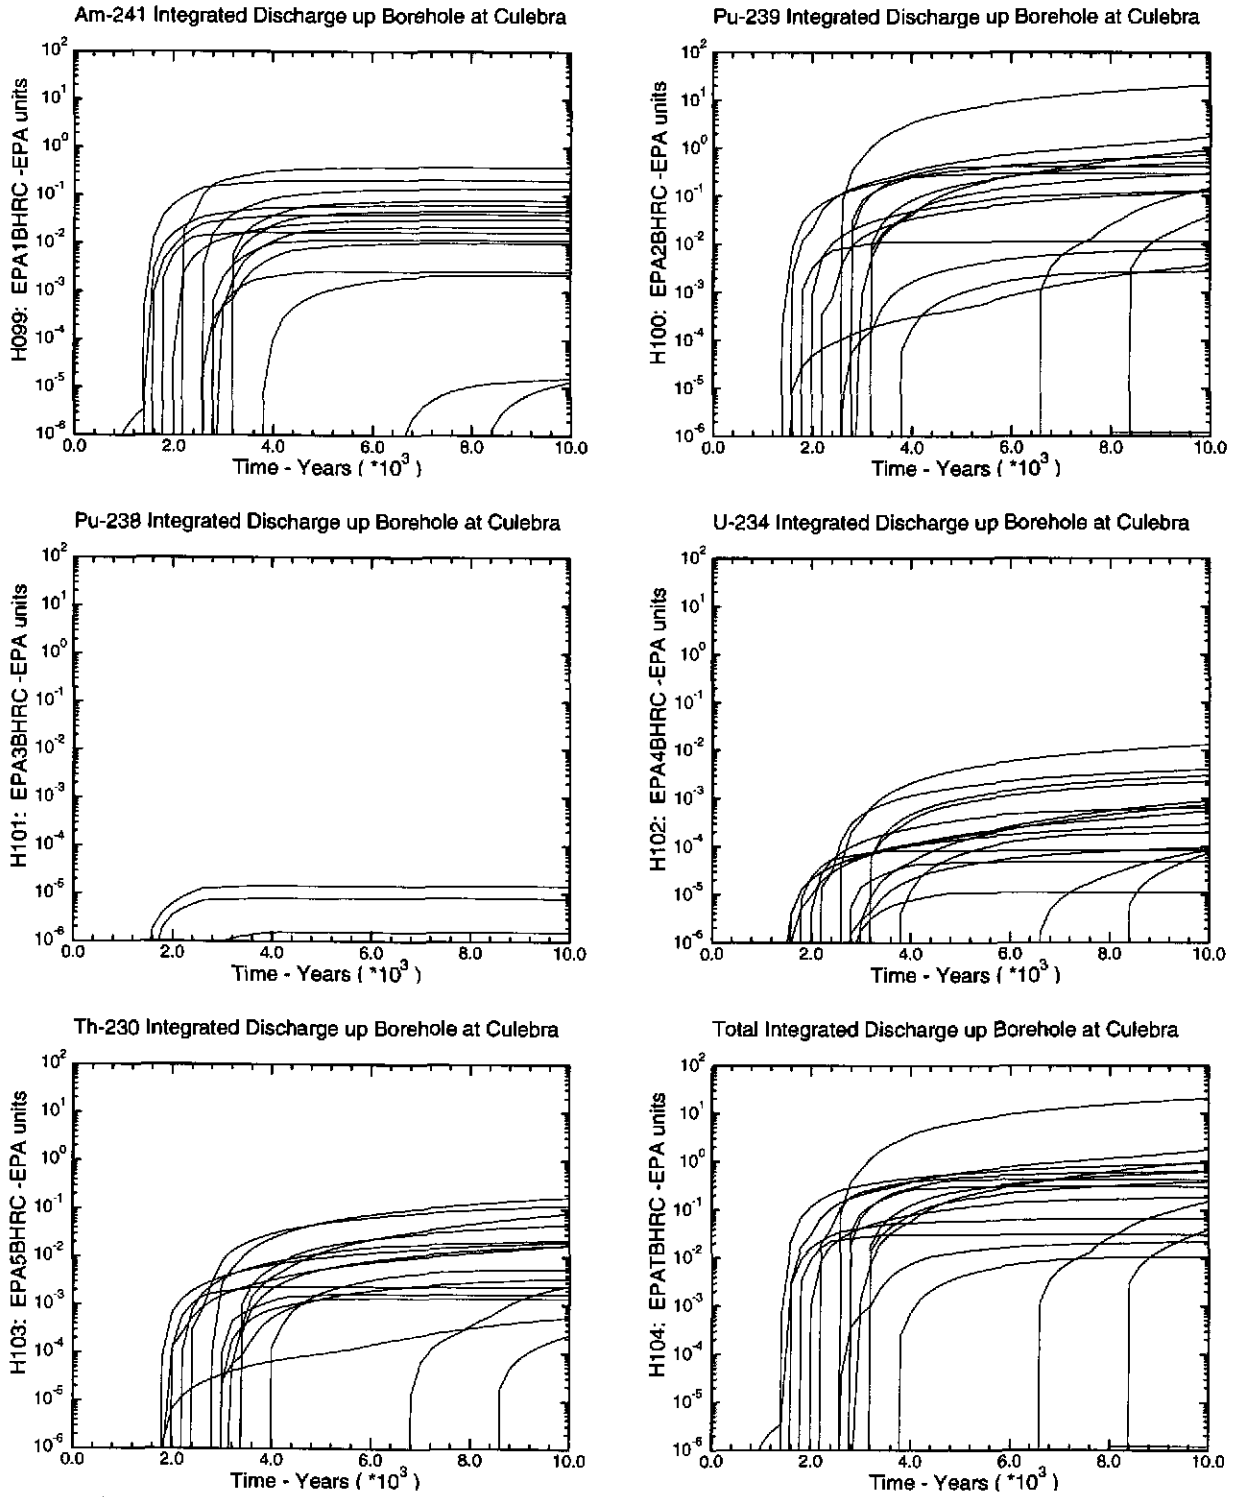 Am-241 Integrated Discharge up Borehole at Culebra
H099: EPA1BHRC -EPA units
10^2
10^1
10^0
10^-1
10^-2
10^-3
10^-4
10^-5
10^-6
0.0 2.0 4.0 6.0 8.0 10.0
Time - Years ( *10^3 )
Pu-239 Integrated Discharge up Borehole at Culebra
H100: EPA2BHRC -EPA units
10^2
10^1
10^0
10^-1
10^-2
10^-3
10^-4
10^-5
10^-6
0.0 2.0 4.0 6.0 8.0 10.0
Time - Years ( *10^3 )
Pu-238 Integrated Discharge up Borehole at Culebra
H101: EPA3BHRC -EPA units
10^2
10^1
10^0
10^-1
10^-2
10^-3
10^-4
10^-5
10^-6
0.0 2.0 4.0 6.0 8.0 10.0
Time - Years ( *10^3 )
U-234 Integrated Discharge up Borehole at Culebra
H102: EPA4BHRC -EPA units
10^2
10^1
10^0
10^-1
10^-2
10^-3
10^-4
10^-5
10^-6
0.0 2.0 4.0 6.0 8.0 10.0
Time - Years ( *10^3 )
Th-230 Integrated Discharge up Borehole at Culebra
H103: EPA5BHRC -EPA units
10^2
10^1
10^0
10^-1
10^-2
10^-3
10^-4
10^-5
10^-6
0.0 2.0 4.0 6.0 8.0 10.0
Time - Years ( *10^3 )
Total Integrated Discharge up Borehole at Culebra
H104: EPATBHRC -EPA units
10^2
10^1
10^0
10^-1
10^-2
10^-3
10^-4
10^-5
10^-6
0.0 2.0 4.0 6.0 8.0 10.0
Time - Years ( *10^3 )